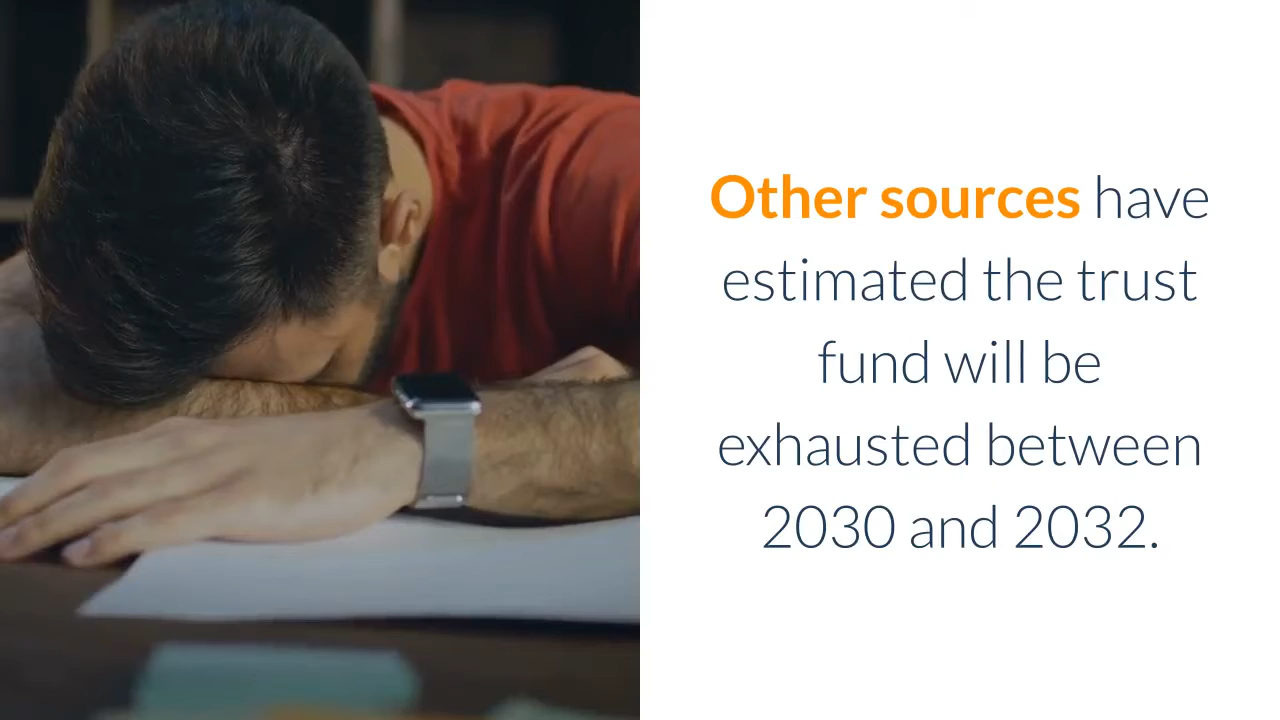 Other sources have
estimated the trust
fund will be
exhausted between
2030 and 2032.